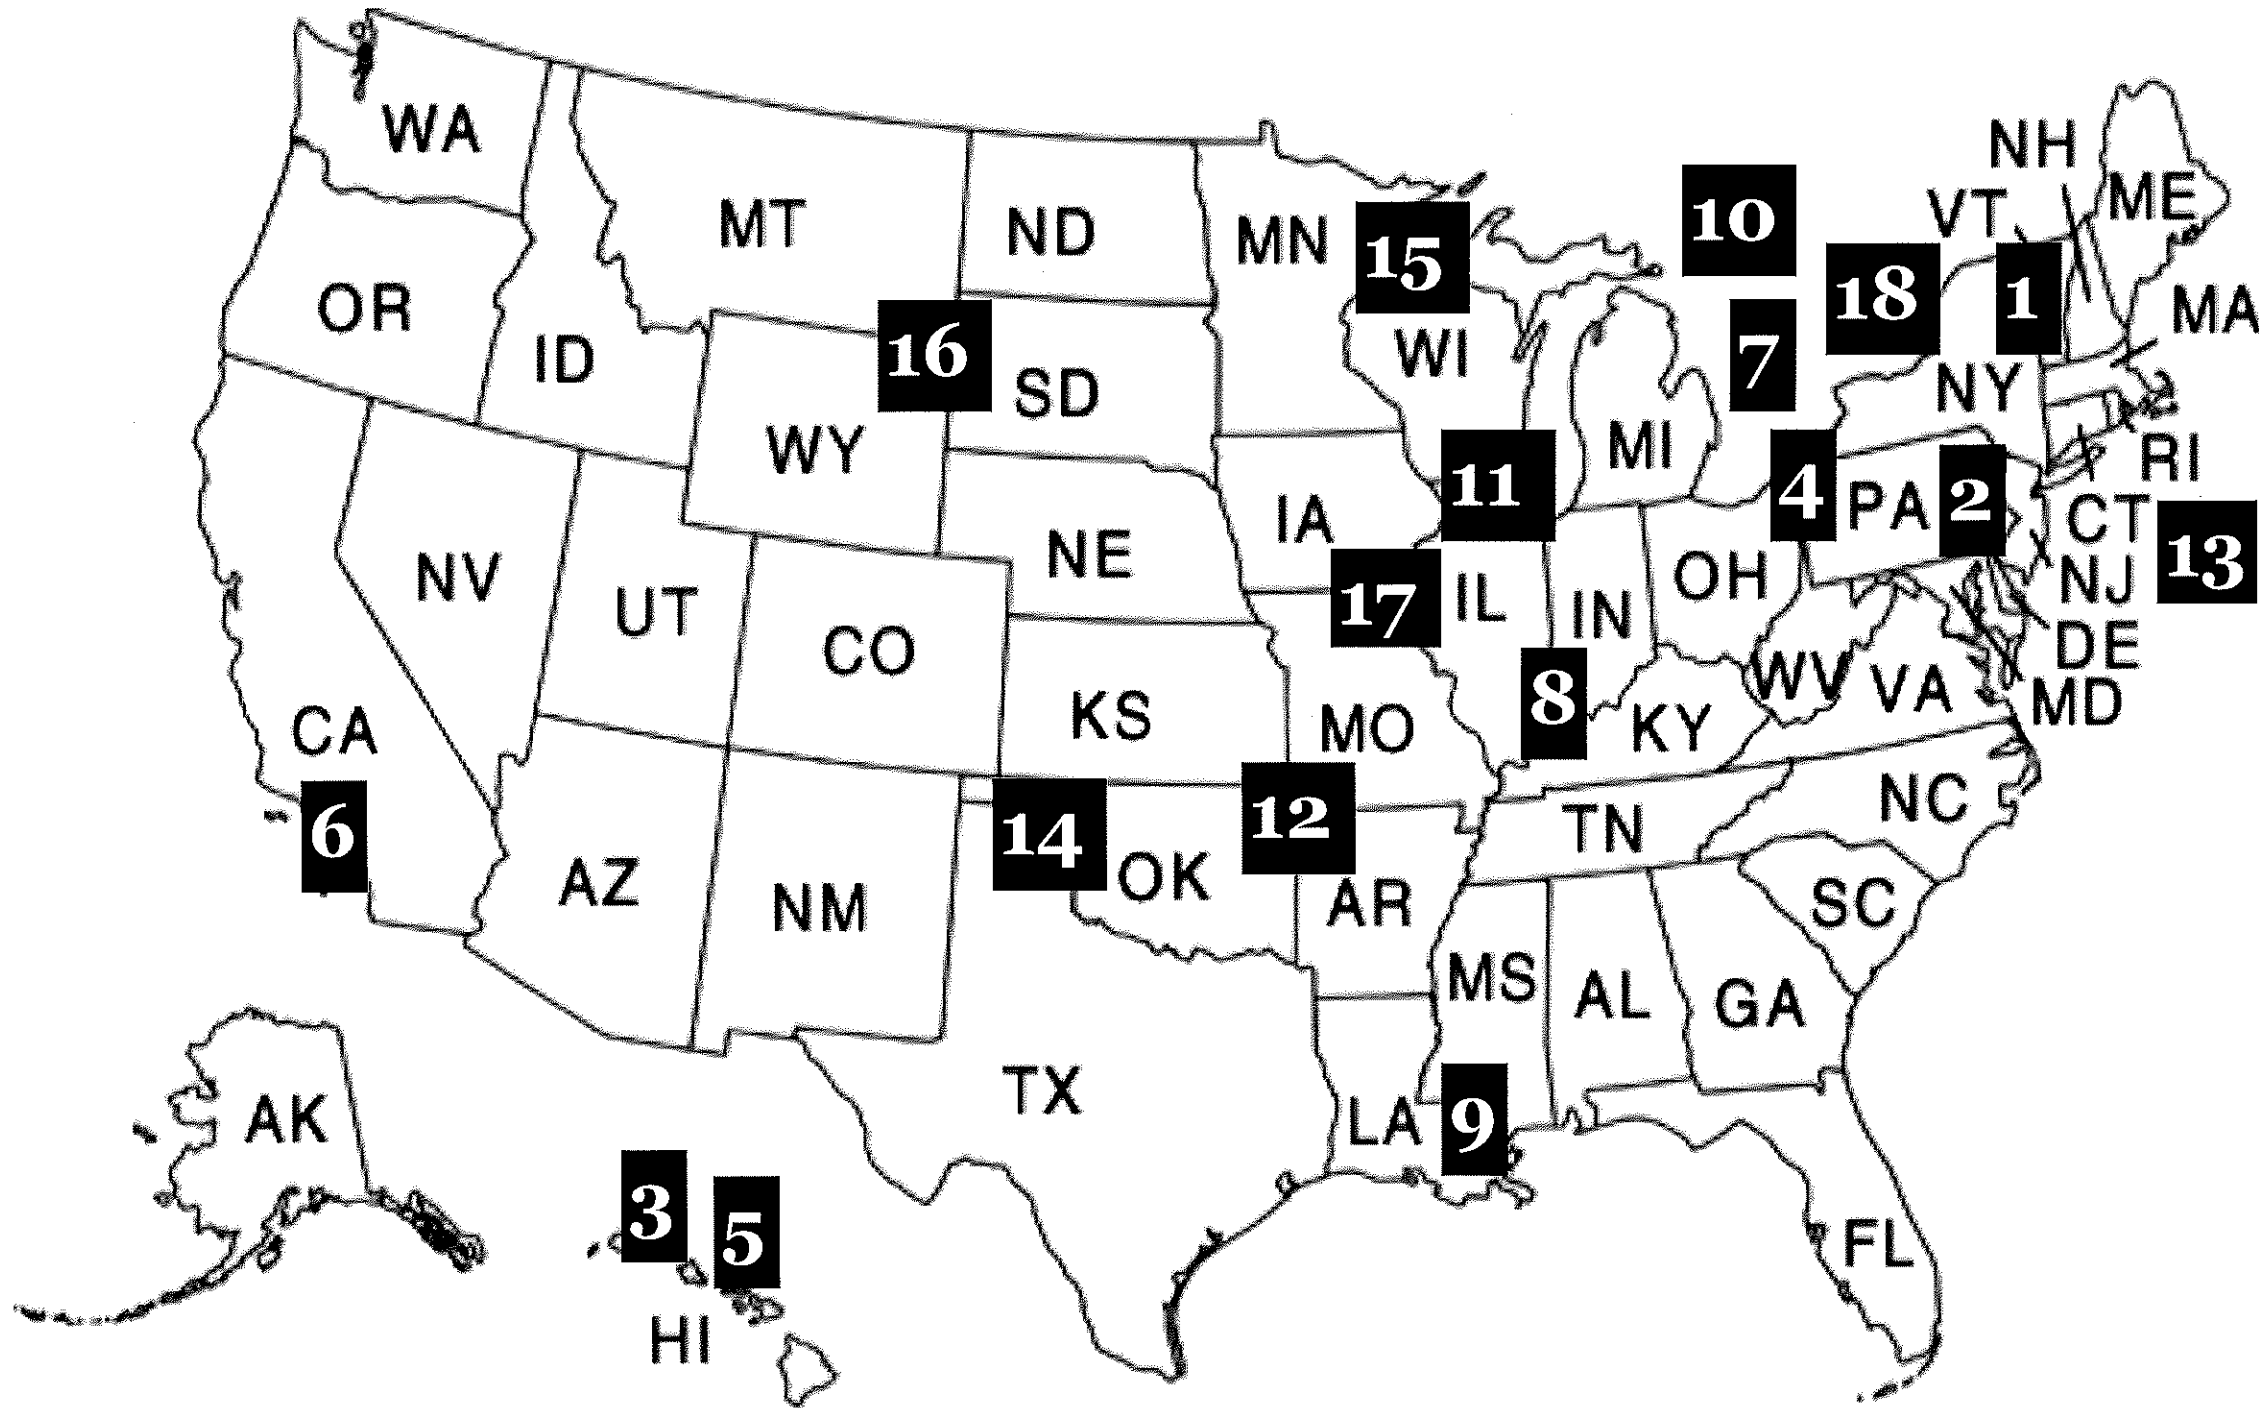 WA
NH
ME
VT
MT
ND
MN
15
10
18
1
MA
OR
ID
16
SD
WI
7
NY
WY
MI
11
4
PA
2
RI
IA
CT
13
NV
NE
UT
17
IL
IN
OH
NJ
CO
DE
CA
KS
MO
8
KY
WV
VA
MD
6
14
12
TN
NC
AZ
NM
OK
AR
SC
MS
AL
GA
TX
AK
LA
9
3
5
FL
HI